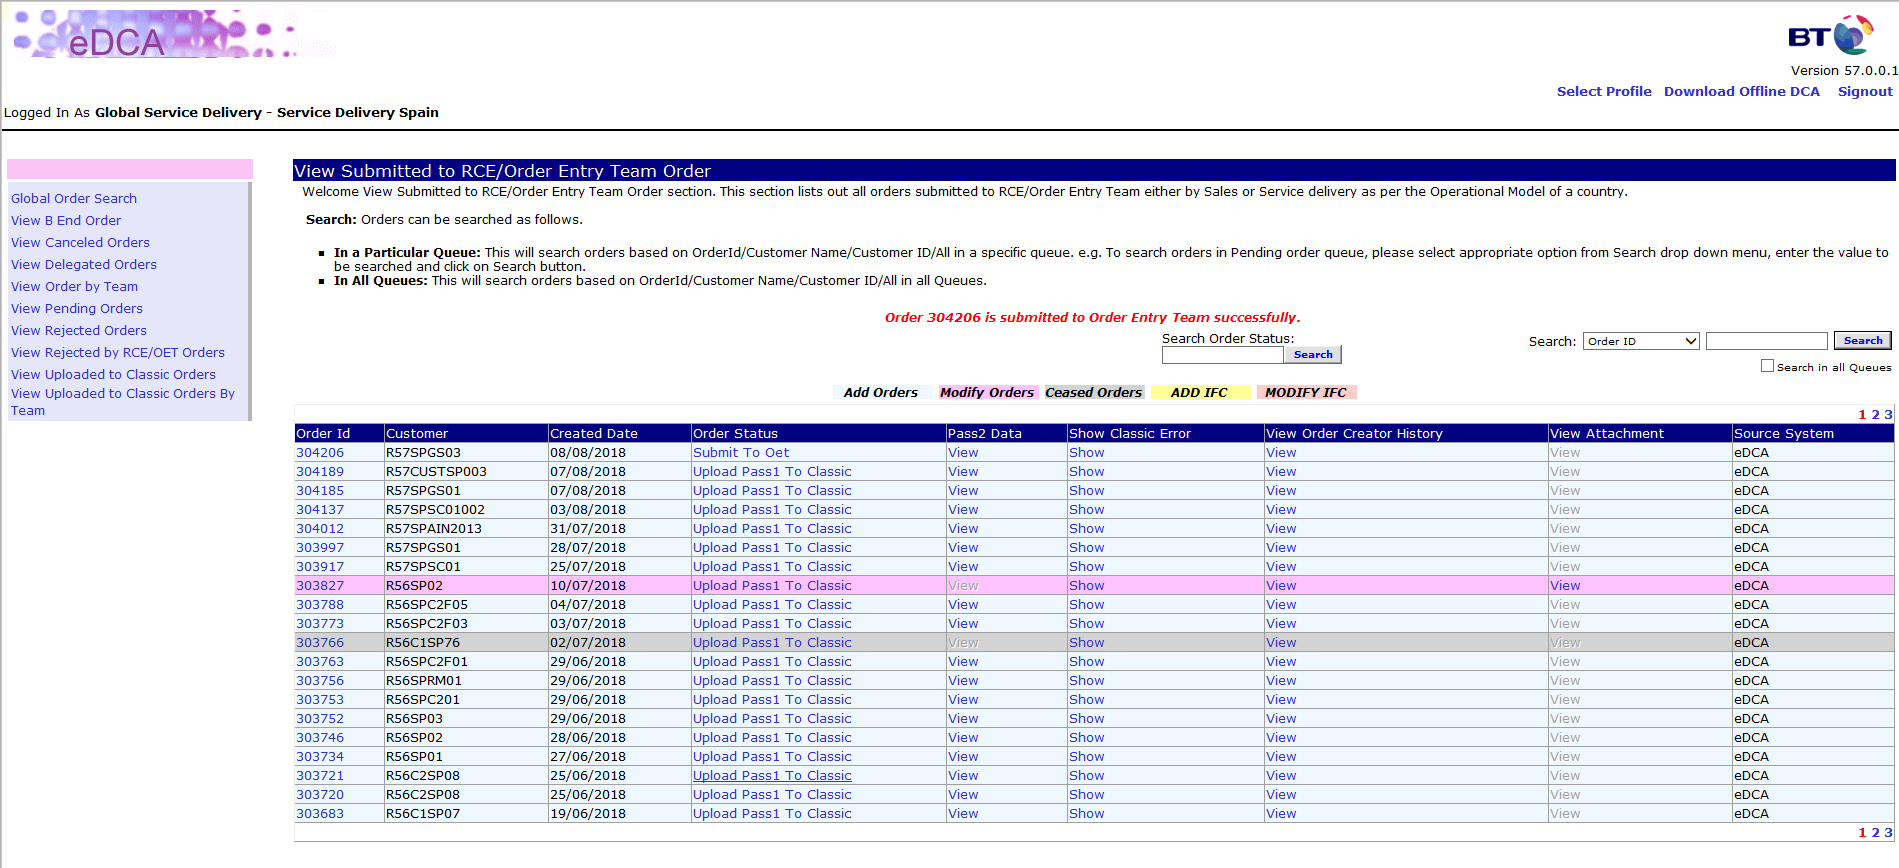 eDCA
BT
Version 57.0.0.1
Select Profile Download Offline DCA Signout
Logged In As Global Service Delivery - Service Delivery Spain
Global Order Search
View B End Order
View Canceled Orders
View Delegated Orders
View Order by Team
View Pending Orders
View Rejected Orders
View Rejected by RCE/OET Orders
View Uploaded to Classic Orders
View Uploaded to Classic Orders By
Team
View Submitted to RCE/Order Entry Team Order
Welcome View Submitted to RCE/Order Entry Team Order section. This section lists out all orders submitted to RCE/Order Entry Team either by Sales or Service delivery as per the Operational Model of a country.
Search: Orders can be searched as follows.
▪ In a Particular Queue: This will search orders based on OrderId/Customer Name/Customer ID/All in a specific queue. e.g. To search orders in Pending order queue, please select appropriate option from Search drop down menu, enter the value to
be searched and click on Search button.
▪ In All Queues: This will search orders based on OrderId/Customer Name/Customer ID/All in all Queues.
Order 304206 is submitted to Order Entry Team successfully.
Search Order Status:
Search
Search: Order ID Search
Search in all Queues
Add Orders Modify Orders Ceased Orders ADD IFC MODIFY IFC
1 2 3
Order Id Customer Created Date Order Status Pass2 Data Show Classic Error View Order Creator History View Attachment Source System
304206 R57SPGS03 08/08/2018 Submit To Oet View Show View View eDCA
304189 R57CUSTSP003 07/08/2018 Upload Pass1 To Classic View Show View View eDCA
304185 R57SPGS01 07/08/2018 Upload Pass1 To Classic View Show View View eDCA
304137 R57SPSC01002 03/08/2018 Upload Pass1 To Classic View Show View View eDCA
304012 R57SPAIN2013 31/07/2018 Upload Pass1 To Classic View Show View View eDCA
303997 R57SPGS01 28/07/2018 Upload Pass1 To Classic View Show View View eDCA
303917 R57SPSC01 25/07/2018 Upload Pass1 To Classic View Show View View eDCA
303827 R56SP02 10/07/2018 Upload Pass1 To Classic View Show View View eDCA
303788 R56SPC2F05 04/07/2018 Upload Pass1 To Classic View Show View View eDCA
303773 R56SPC2F03 03/07/2018 Upload Pass1 To Classic View Show View View eDCA
303766 R56C1SP76 02/07/2018 Upload Pass1 To Classic View Show View View eDCA
303763 R56SPC2F01 29/06/2018 Upload Pass1 To Classic View Show View View eDCA
303756 R56SPRM01 29/06/2018 Upload Pass1 To Classic View Show View View eDCA
303753 R56SPC201 29/06/2018 Upload Pass1 To Classic View Show View View eDCA
303752 R56SP03 29/06/2018 Upload Pass1 To Classic View Show View View eDCA
303746 R56SP02 28/06/2018 Upload Pass1 To Classic View Show View View eDCA
303734 R56SP01 27/06/2018 Upload Pass1 To Classic View Show View View eDCA
303721 R56C2SP08 25/06/2018 Upload Pass1 To Classic View Show View View eDCA
303720 R56C2SP08 25/06/2018 Upload Pass1 To Classic View Show View View eDCA
303683 R56C1SP07 19/06/2018 Upload Pass1 To Classic View Show View View eDCA
1 2 3